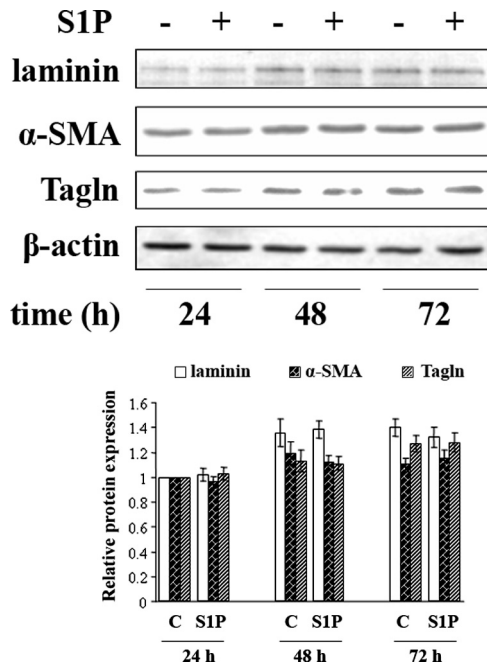 S1P - + - + - +
laminin
α-SMA
Tagln
β-actin
time (h) 24 48 72
laminin α-SMA Tagln
Relative protein expression
1.6
1.4
1.2
1
0.8
0.6
0.4
0.2
0
C S1P C S1P C S1P
24 h 48 h 72 h